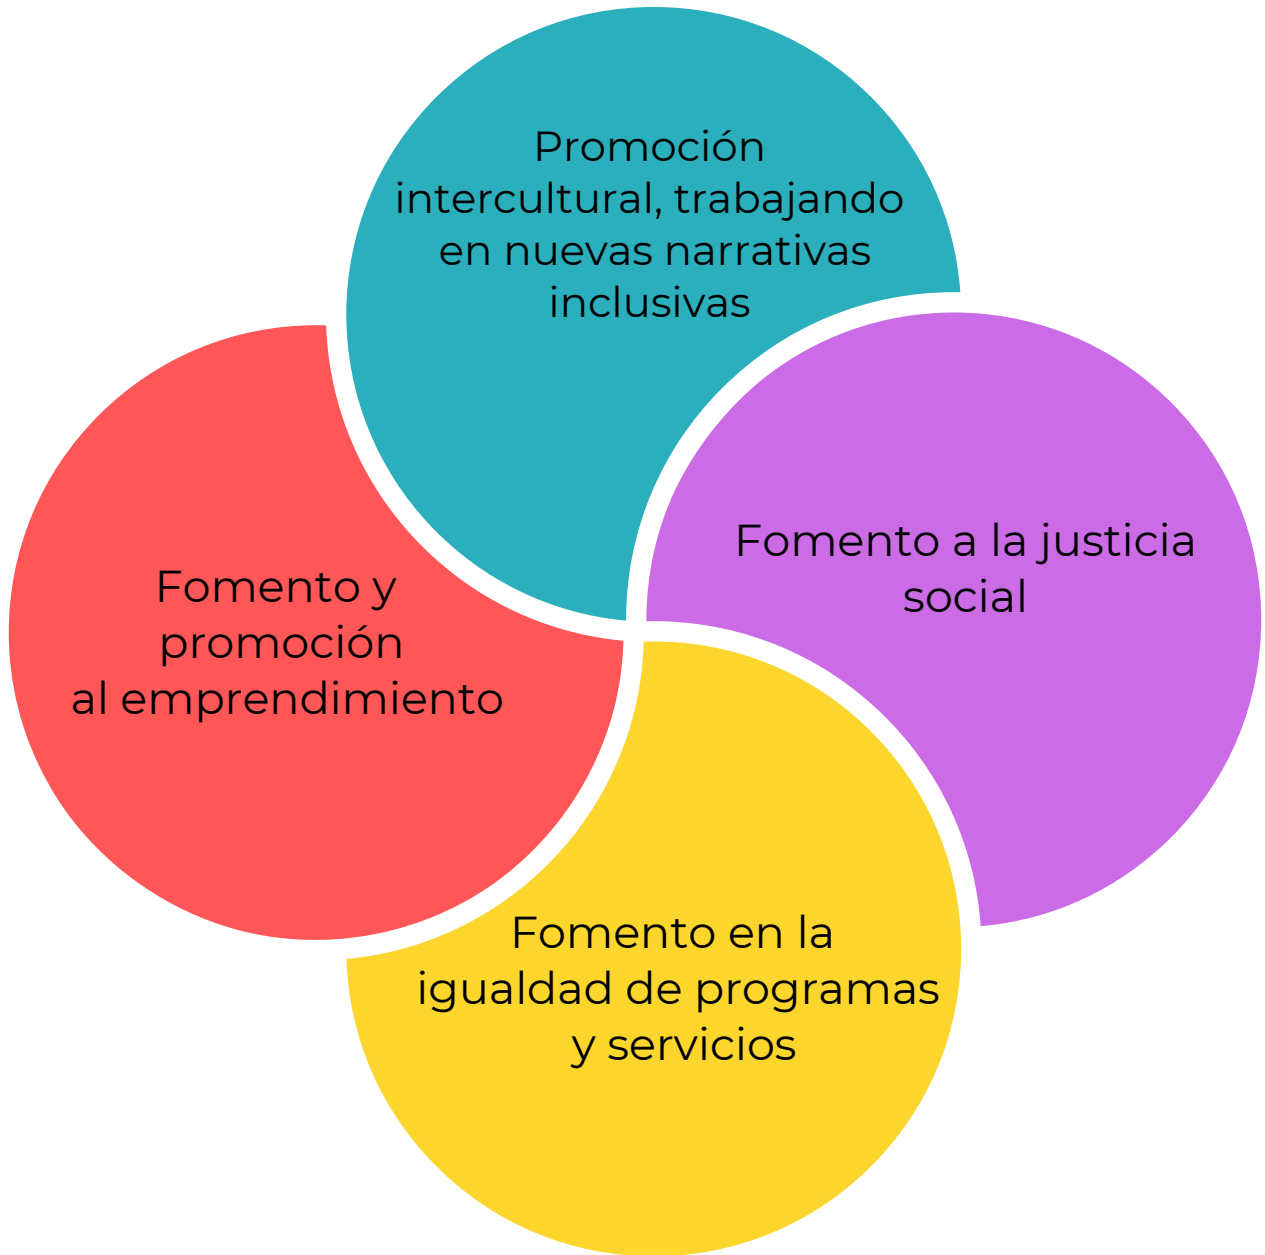 Promoción
intercultural, trabajando
en nuevas narrativas
inclusivas
Fomento a la justicia
social
Fomento y
promoción
al emprendimiento
Fomento en la
igualdad de programas
y servicios